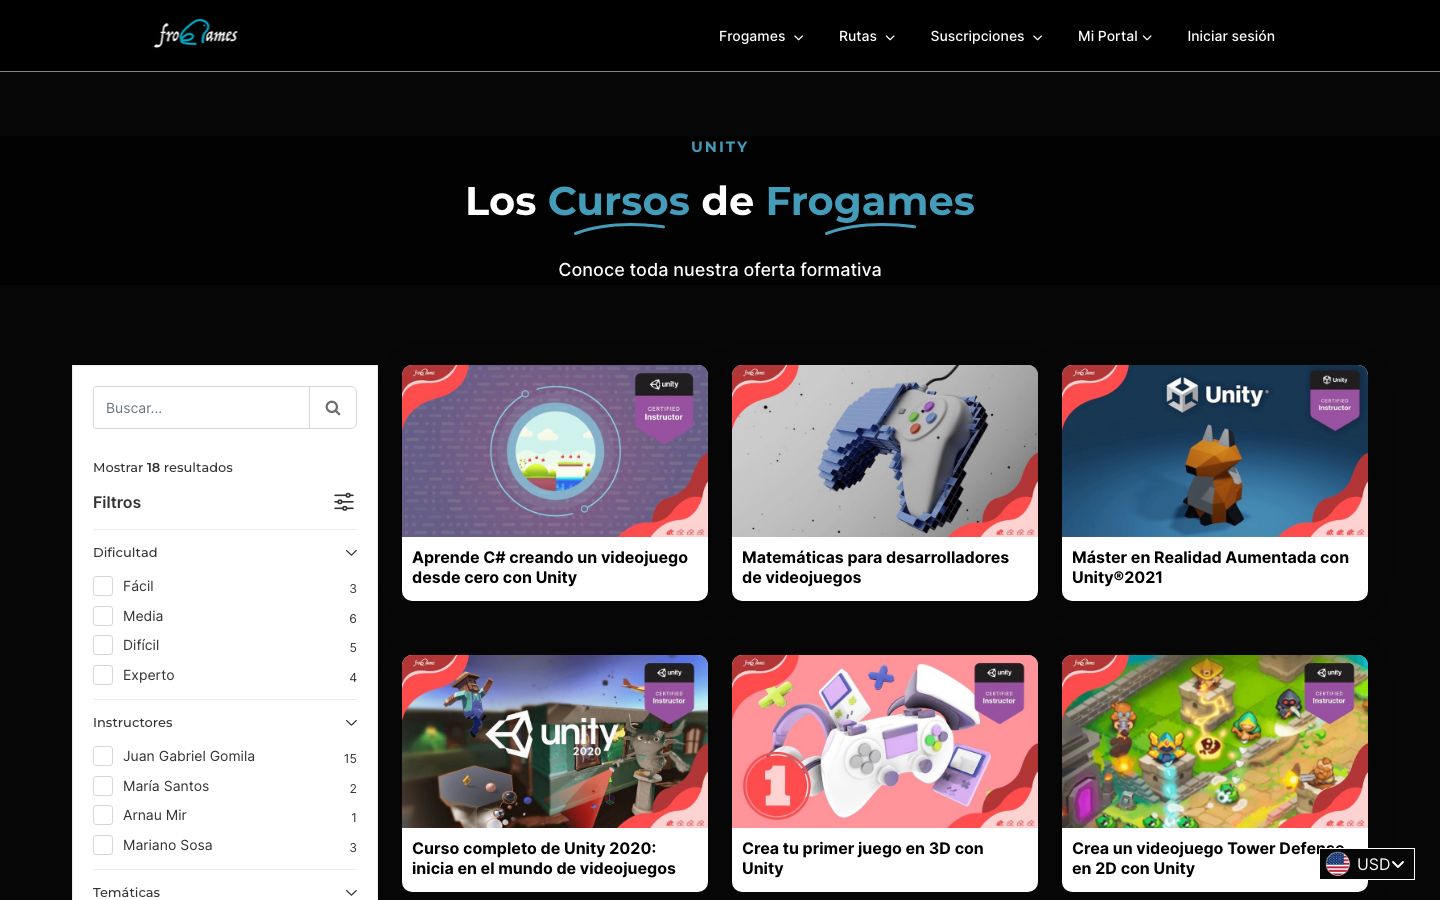 frogames
Frogames
Rutas
Suscripciones
Mi Portal
Iniciar sesión
UNITY
Los Cursos de Frogames
Conoce toda nuestra oferta formativa
Buscar...
Mostrar 18 resultados
Filtros
Dificultad
Fácil 3
Media 6
Difícil 5
Experto 4
Instructores
Juan Gabriel Gomila 15
María Santos 2
Arnau Mir 1
Mariano Sosa 3
Temáticas
unity
CERTIFIED
Instructor
Aprende C# creando un videojuego
desde cero con Unity
Matemáticas para desarrolladores
de videojuegos
Unity
Unity
CERTIFIED
Instructor
Máster en Realidad Aumentada con
Unity®2021
unity
CERTIFIED
Instructor
unity
2020
Curso completo de Unity 2020:
inicia en el mundo de videojuegos
unity
CERTIFIED
Instructor
1
Crea tu primer juego en 3D con
Unity
unity
CERTIFIED
Instructor
Crea un videojuego Tower Defense
en 2D con Unity
USD